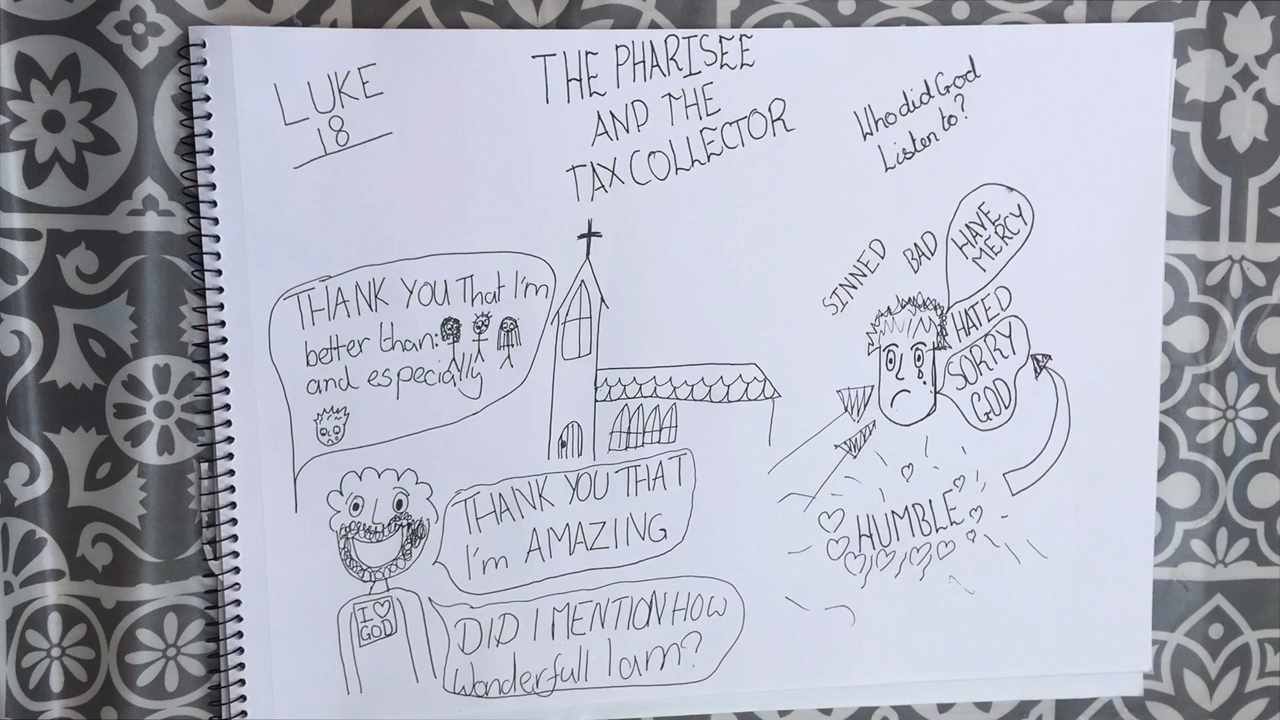 LUKE
18
THE PHARISEE
AND THE
TAX COLLECTOR
Who did God
Listen to?
THANK YOU That I'm
better than:
and especially
THANK YOU THAT
I'm AMAZING
DID I MENTION HOW
Wonderfull I am?
I ♡
GOD
SINNED
BAD
HAVE
MERCY
HATED
SORRY
GOD
HUMBLE